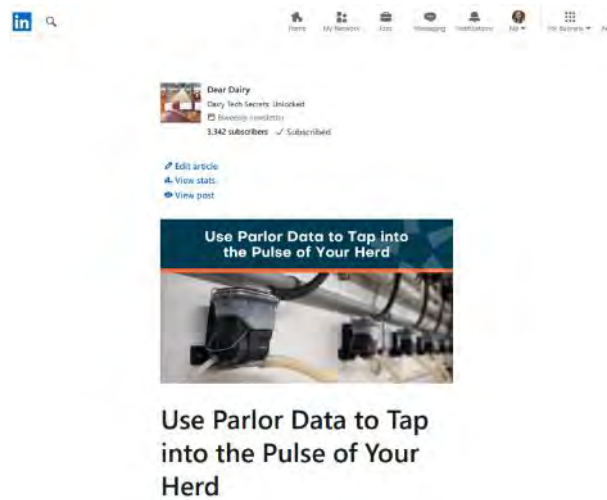 in
Home My Network Jobs Messaging Notifications Me For Business
Dear Dairy
Dairy Tech Secrets Unlocked
Biweekly newsletter
3,342 subscribers ✓ Subscribed
Edit article
View stats
View post
Use Parlor Data to Tap into
the Pulse of Your Herd
Use Parlor Data to Tap
into the Pulse of Your
Herd